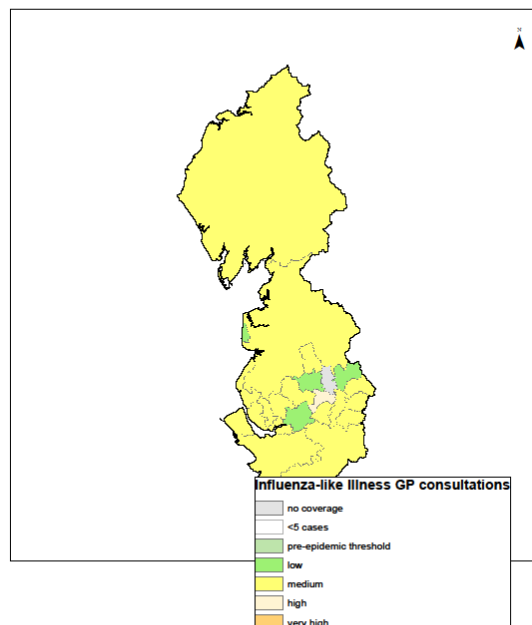 N
Influenza-like Illness GP consultations
no coverage
<5 cases
pre-epidemic threshold
low
medium
high
very high